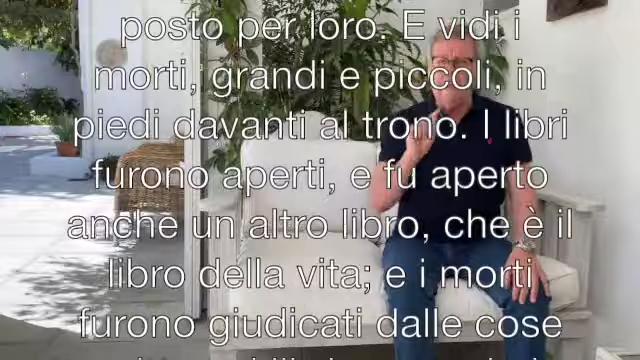 posto per loro. E vidi i
morti, grandi e piccoli, in
piedi davanti al trono. I libri
furono aperti, e fu aperto
anche un altro libro, che è il
libro della vita; e i morti
furono giudicati dalle cose